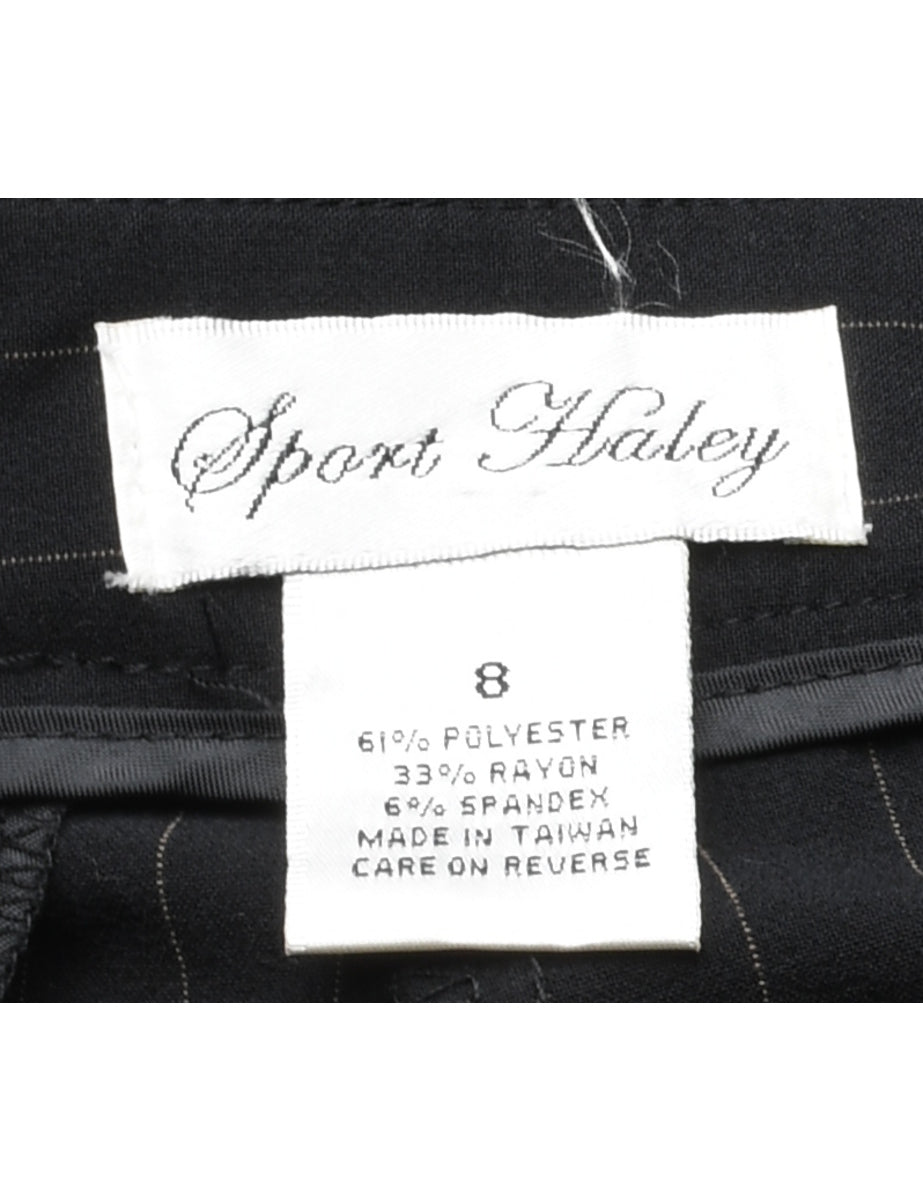 Sport Haley
8
61% POLYESTER
33% RAYON
6% SPANDEX
MADE IN TAIWAN
CARE ON REVERSE